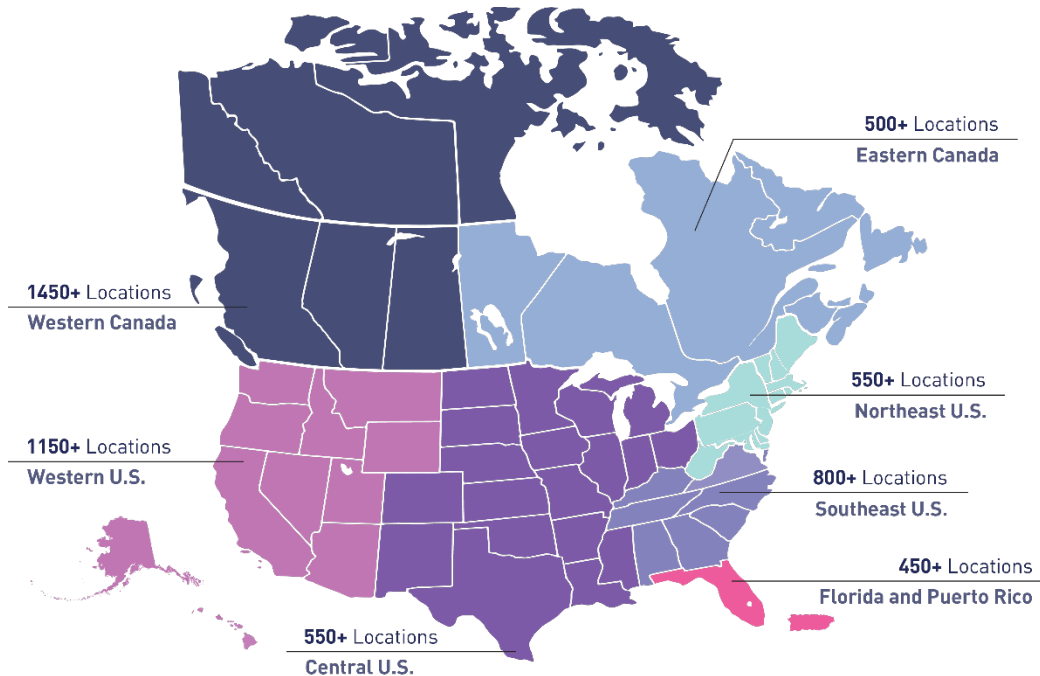 500+ Locations
Eastern Canada
1450+ Locations
Western Canada
550+ Locations
Northeast U.S.
1150+ Locations
Western U.S.
800+ Locations
Southeast U.S.
450+ Locations
Florida and Puerto Rico
550+ Locations
Central U.S.